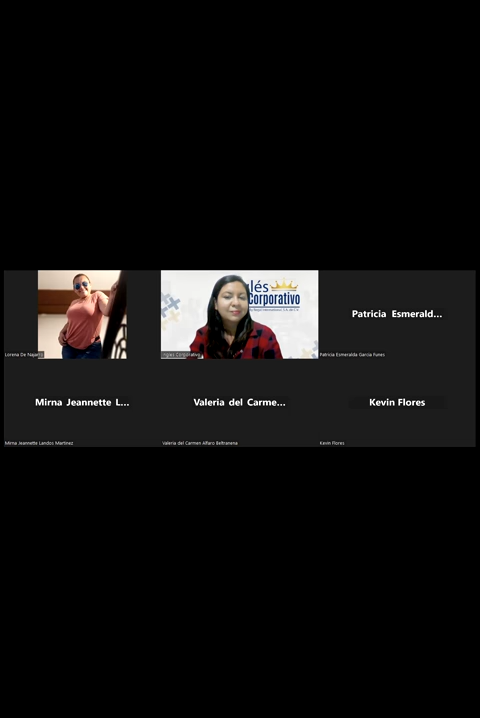 lés
Corporativo
Patricia Esmerald...
Lorena De Najarro
Inglés Corporativo
Patricia Esmeralda Garcia Funes
Mirna Jeannette L...
Valeria del Carme...
Kevin Flores
Mirna Jeannette Landos Martinez
Valeria del Carmen Alfaro Beltranena
Kevin Flores